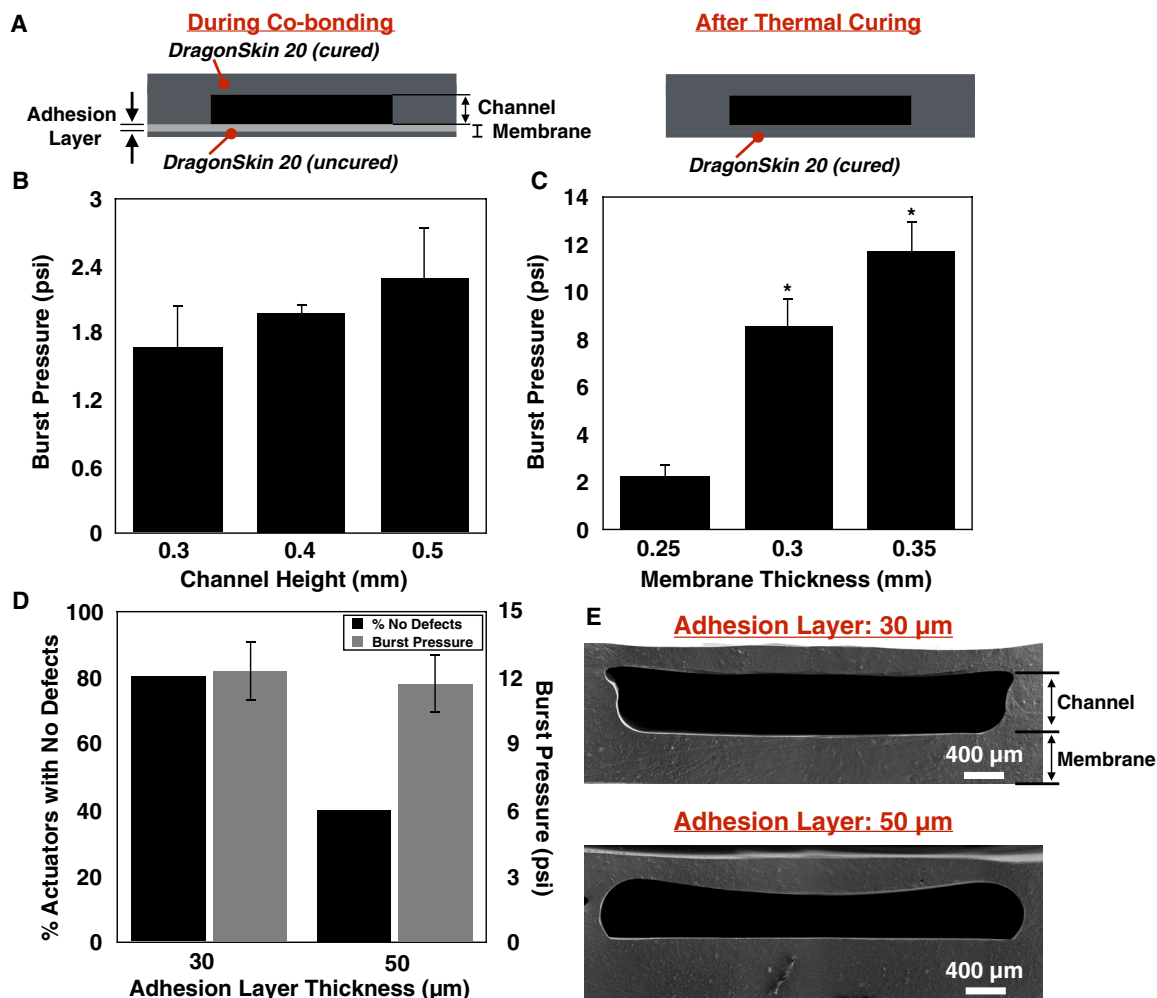 A
During Co-bonding
After Thermal Curing
DragonSkin 20 (cured)
Adhesion
Layer
Channel
Membrane
DragonSkin 20 (uncured)
DragonSkin 20 (cured)
B
3
2.4
1.8
1.2
0.6
0
Burst Pressure (psi)
0.3 0.4 0.5
Channel Height (mm)
C
14
12
10
8
6
4
2
0
Burst Pressure (psi)
*
*
0.25 0.3 0.35
Membrane Thickness (mm)
D
100
80
60
40
20
0
% Actuators with No Defects
% No Defects
Burst Pressure
15
12
9
6
3
0
Burst Pressure (psi)
30 50
Adhesion Layer Thickness (µm)
E
Adhesion Layer: 30 µm
Channel
Membrane
400 µm
Adhesion Layer: 50 µm
400 µm